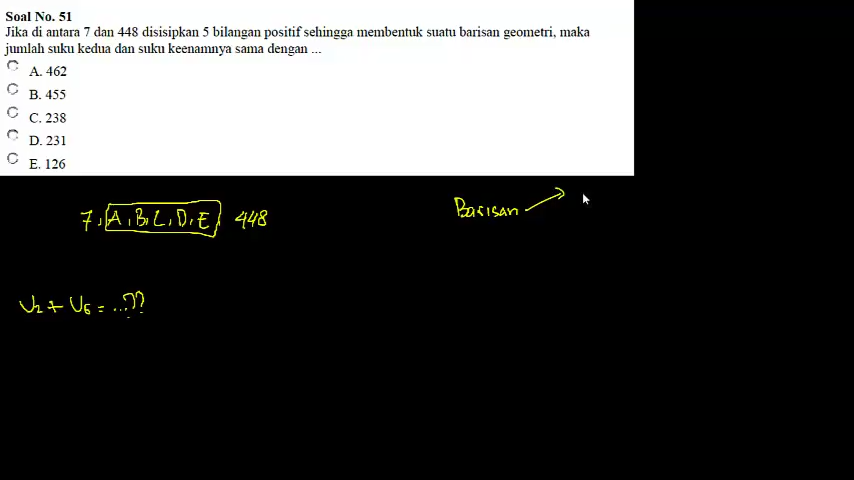 Soal No. 51
Jika di antara 7 dan 448 disisipkan 5 bilangan positif sehingga membentuk suatu barisan geometri, maka
jumlah suku kedua dan suku keenamnya sama dengan ...
A. 462
B. 455
C. 238
D. 231
E. 126
7, A, B, C, D, E, 448
Barisan
U₂ + U₆ = ...??